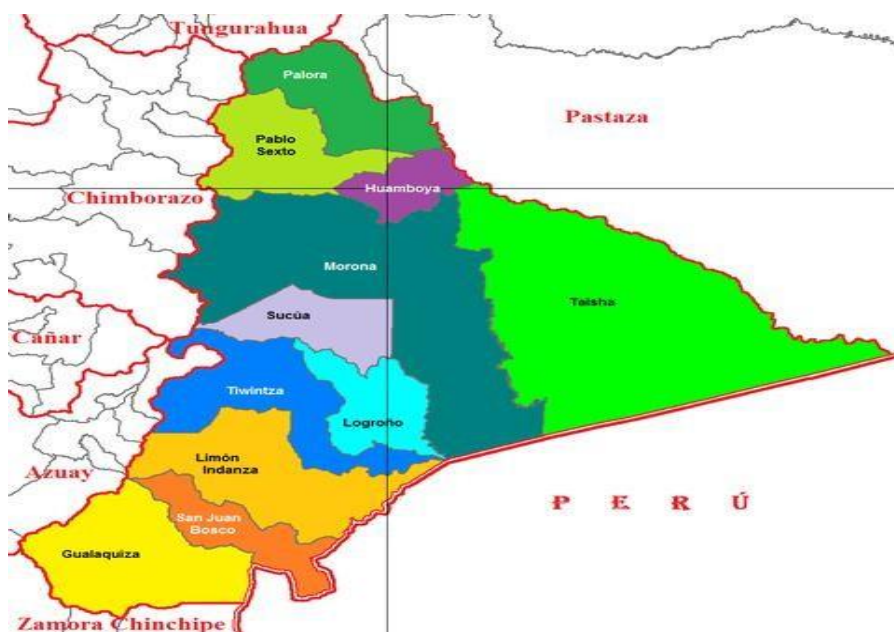 Tungurahua
Palora
Pastaza
Pablo
Sexto
Huamboya
Chimborazo
Morona
Taisha
Sucúa
Cañar
Tiwintza
Logroño
Limón
Indanza
Azuay
PERÚ
San Juan
Bosco
Gualaquiza
Zamora Chinchipe